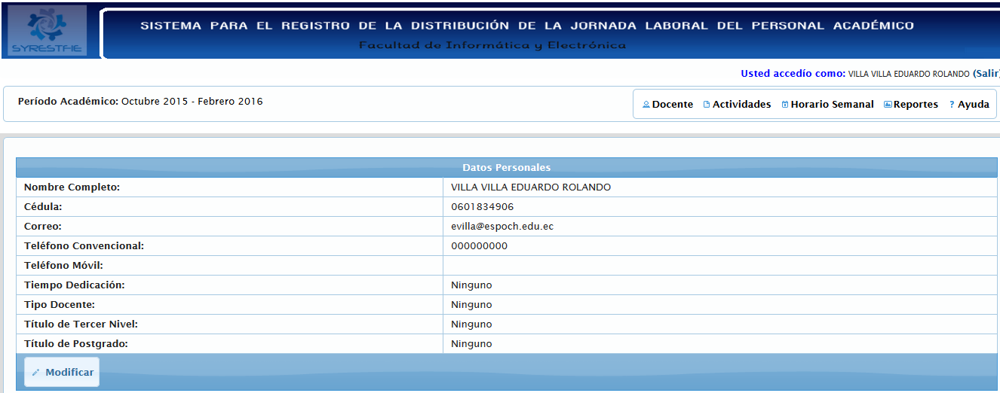 SYRESTFIE
SISTEMA PARA EL REGISTRO DE LA DISTRIBUCIÓN DE LA JORNADA LABORAL DEL PERSONAL ACADÉMICO
Facultad de Informática y Electrónica
Usted accedío como: VILLA VILLA EDUARDO ROLANDO (Salir)
Período Académico: Octubre 2015 - Febrero 2016
Docente Actividades Horario Semanal Reportes ? Ayuda
Datos Personales
Nombre Completo: VILLA VILLA EDUARDO ROLANDO
Cédula: 0601834906
Correo: evilla@espoch.edu.ec
Teléfono Convencional: 000000000
Teléfono Móvil:
Tiempo Dedicación: Ninguno
Tipo Docente: Ninguno
Título de Tercer Nivel: Ninguno
Título de Postgrado: Ninguno
Modificar